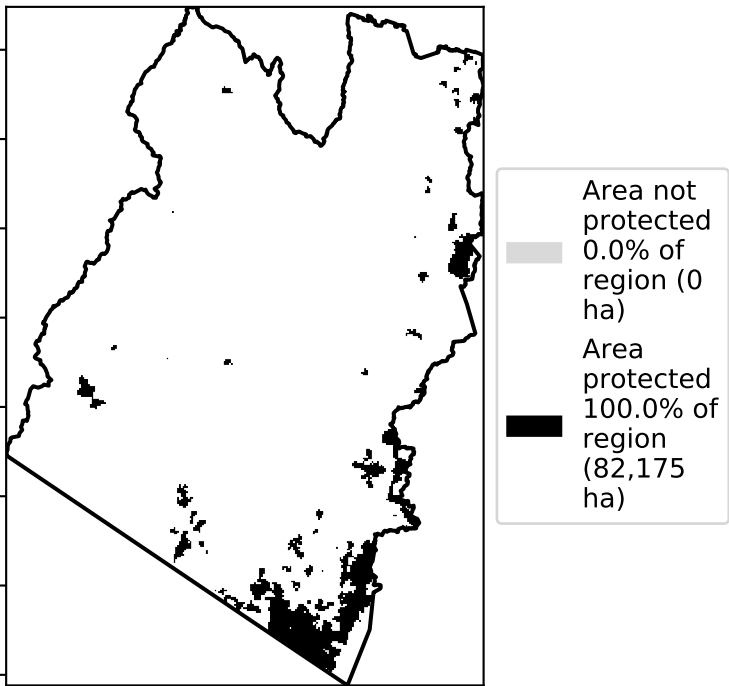 Area not
protected
0.0% of
region (0
ha)
Area
protected
100.0% of
region
(82,175
ha)